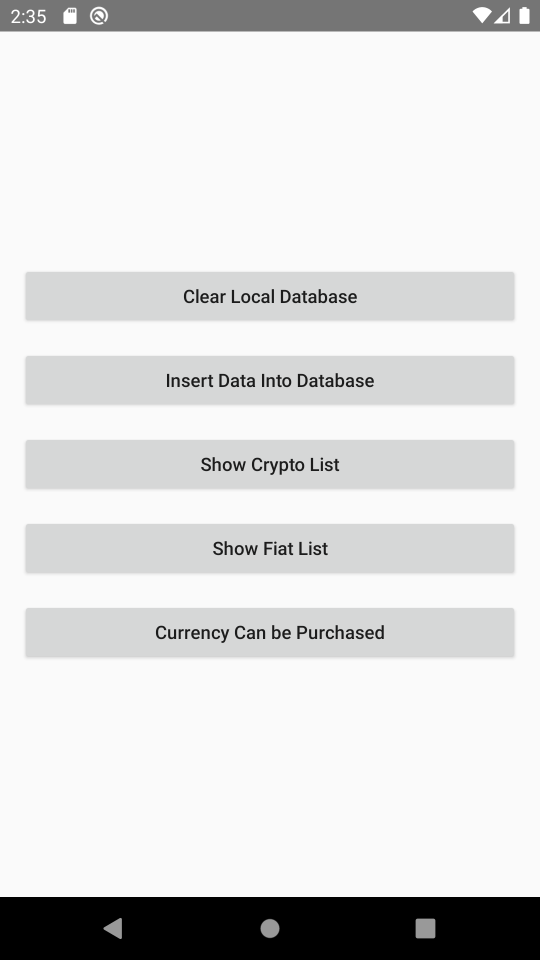 2:35
Clear Local Database
Insert Data Into Database
Show Crypto List
Show Fiat List
Currency Can be Purchased